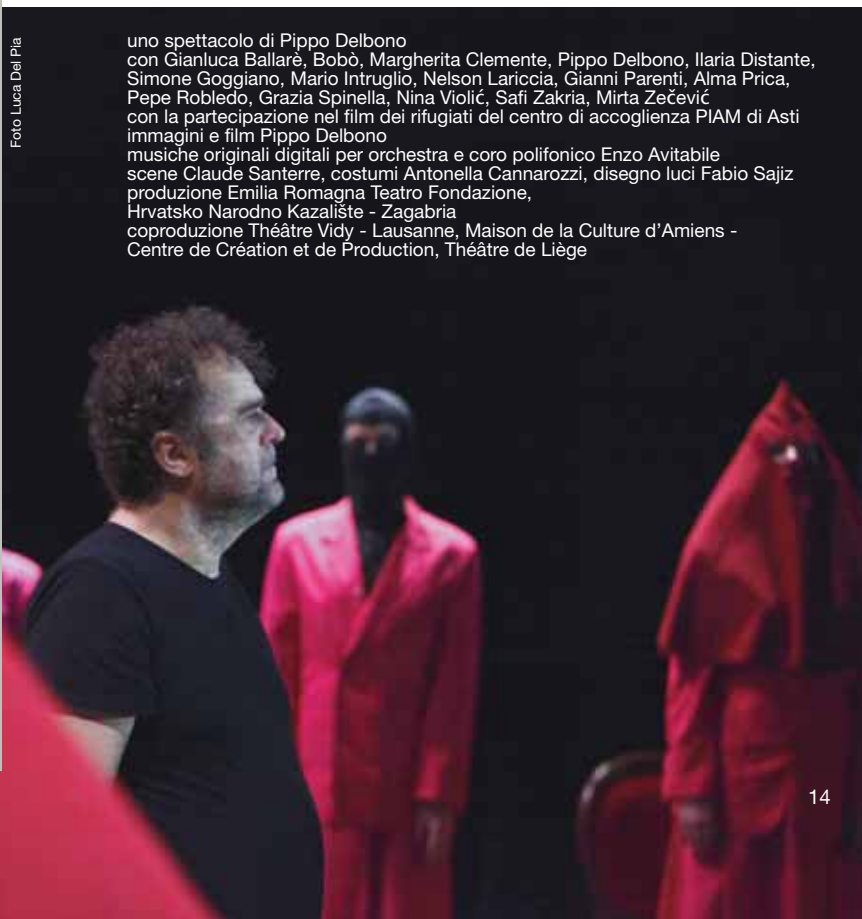 Foto Luca Del Pia
uno spettacolo di Pippo Delbono
con Gianluca Ballarè, Bobò, Margherita Clemente, Pippo Delbono, Ilaria Distante,
Simone Goggiano, Mario Intruglio, Nelson Lariccia, Gianni Parenti, Alma Prica,
Pepe Robledo, Grazia Spinella, Nina Violić, Safi Zakria, Mirta Zečević
con la partecipazione nel film dei rifugiati del centro di accoglienza PIAM di Asti
immagini e film Pippo Delbono
musiche originali digitali per orchestra e coro polifonico Enzo Avitabile
scene Claude Santerre, costumi Antonella Cannarozzi, disegno luci Fabio Sajiz
produzione Emilia Romagna Teatro Fondazione,
Hrvatsko Narodno Kazalište - Zagabria
coproduzione Théâtre Vidy - Lausanne, Maison de la Culture d'Amiens -
Centre de Création et de Production, Théâtre de Liège
14